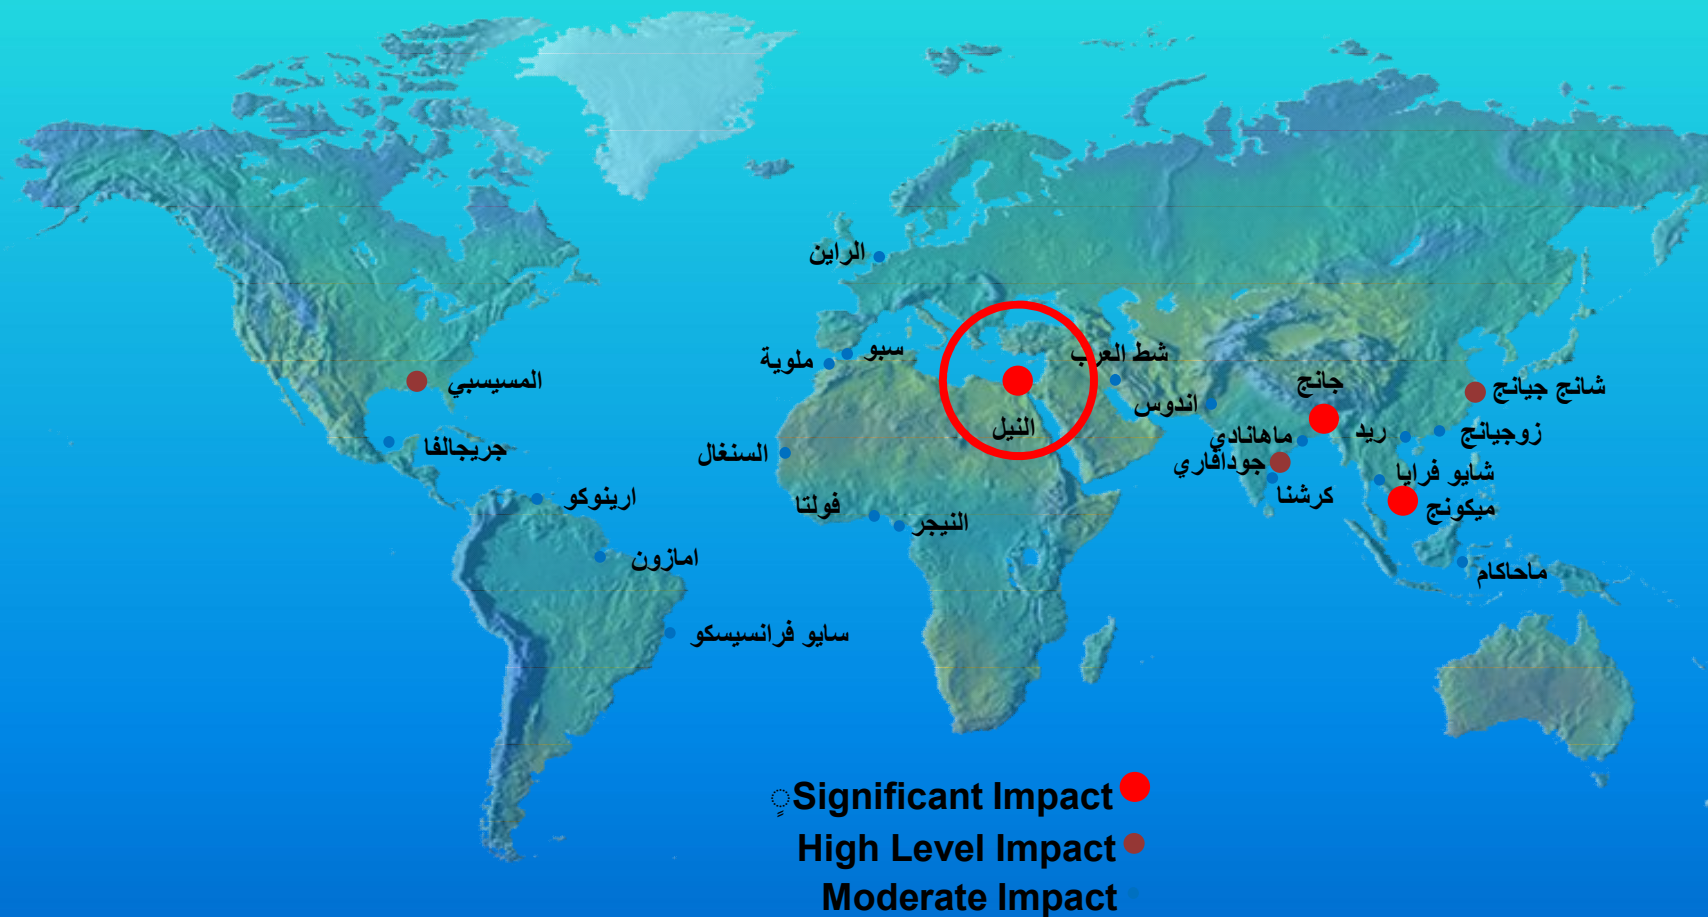 الراين
سبو
ملوية
شط العرب
المسيسبي
جانج
شانج جيانج
اندوس
النيل
زوجيانج
ريد
ماهانادي
جريجالفا
السنغال
جودافاري
شايو فرايا
كرشنا
ارينوكو
فولتا
النيجر
ميكونج
امازون
ماحاكام
سايو فرانسيسكو
Significant Impact
High Level Impact
Moderate Impact